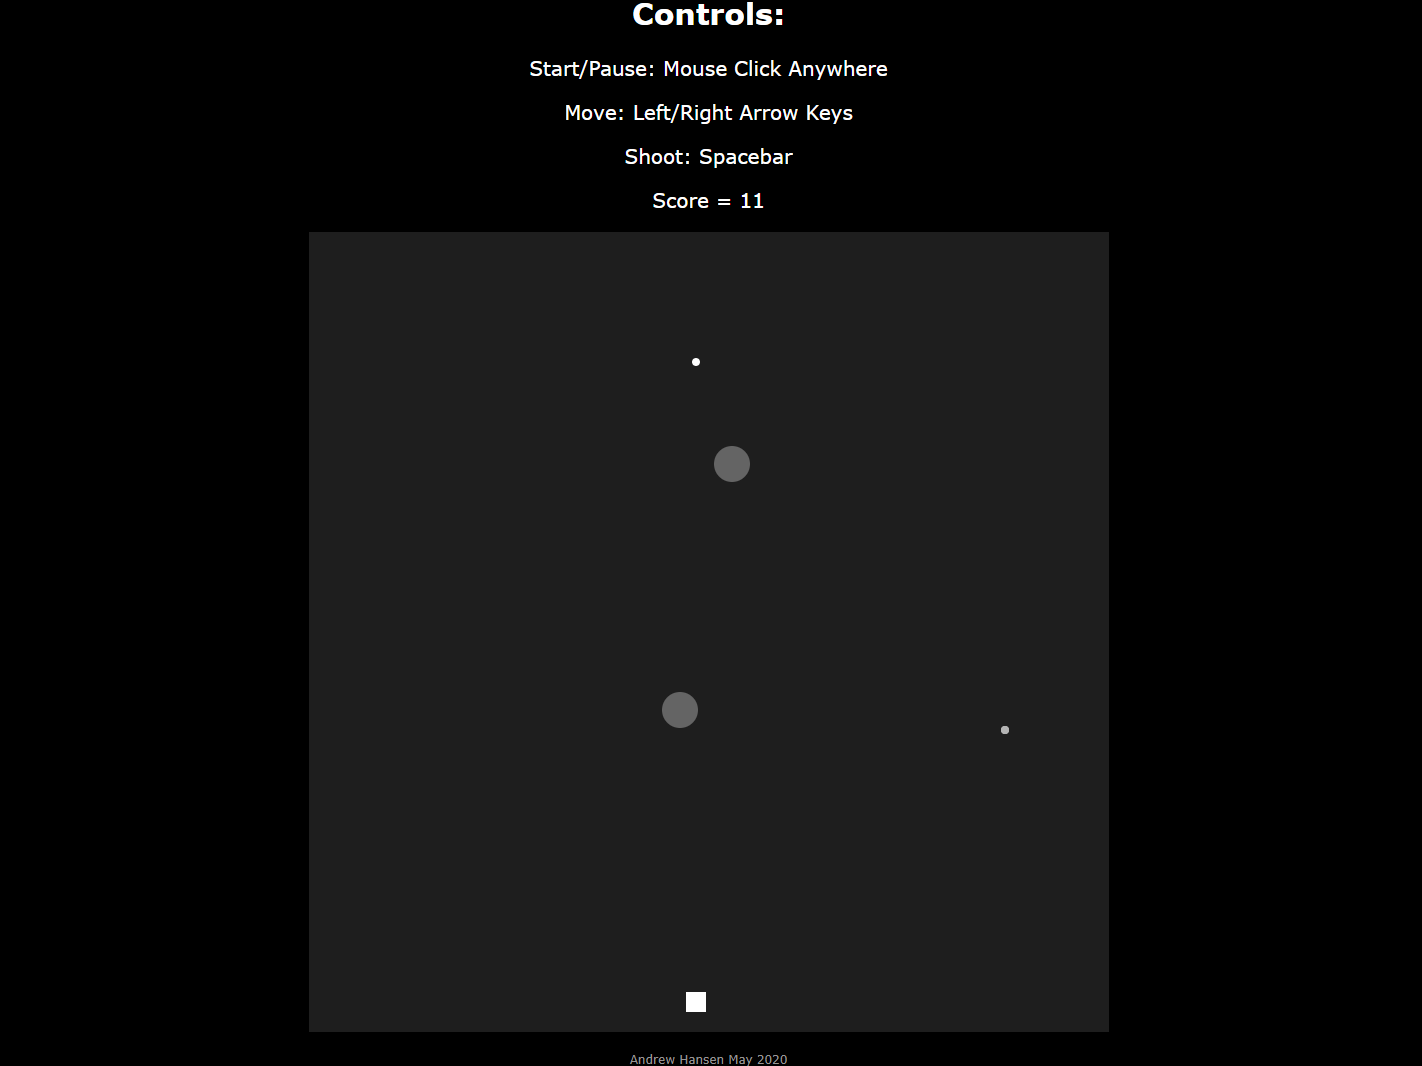 Controls:
Start/Pause: Mouse Click Anywhere
Move: Left/Right Arrow Keys
Shoot: Spacebar
Score = 11
Andrew Hansen May 2020